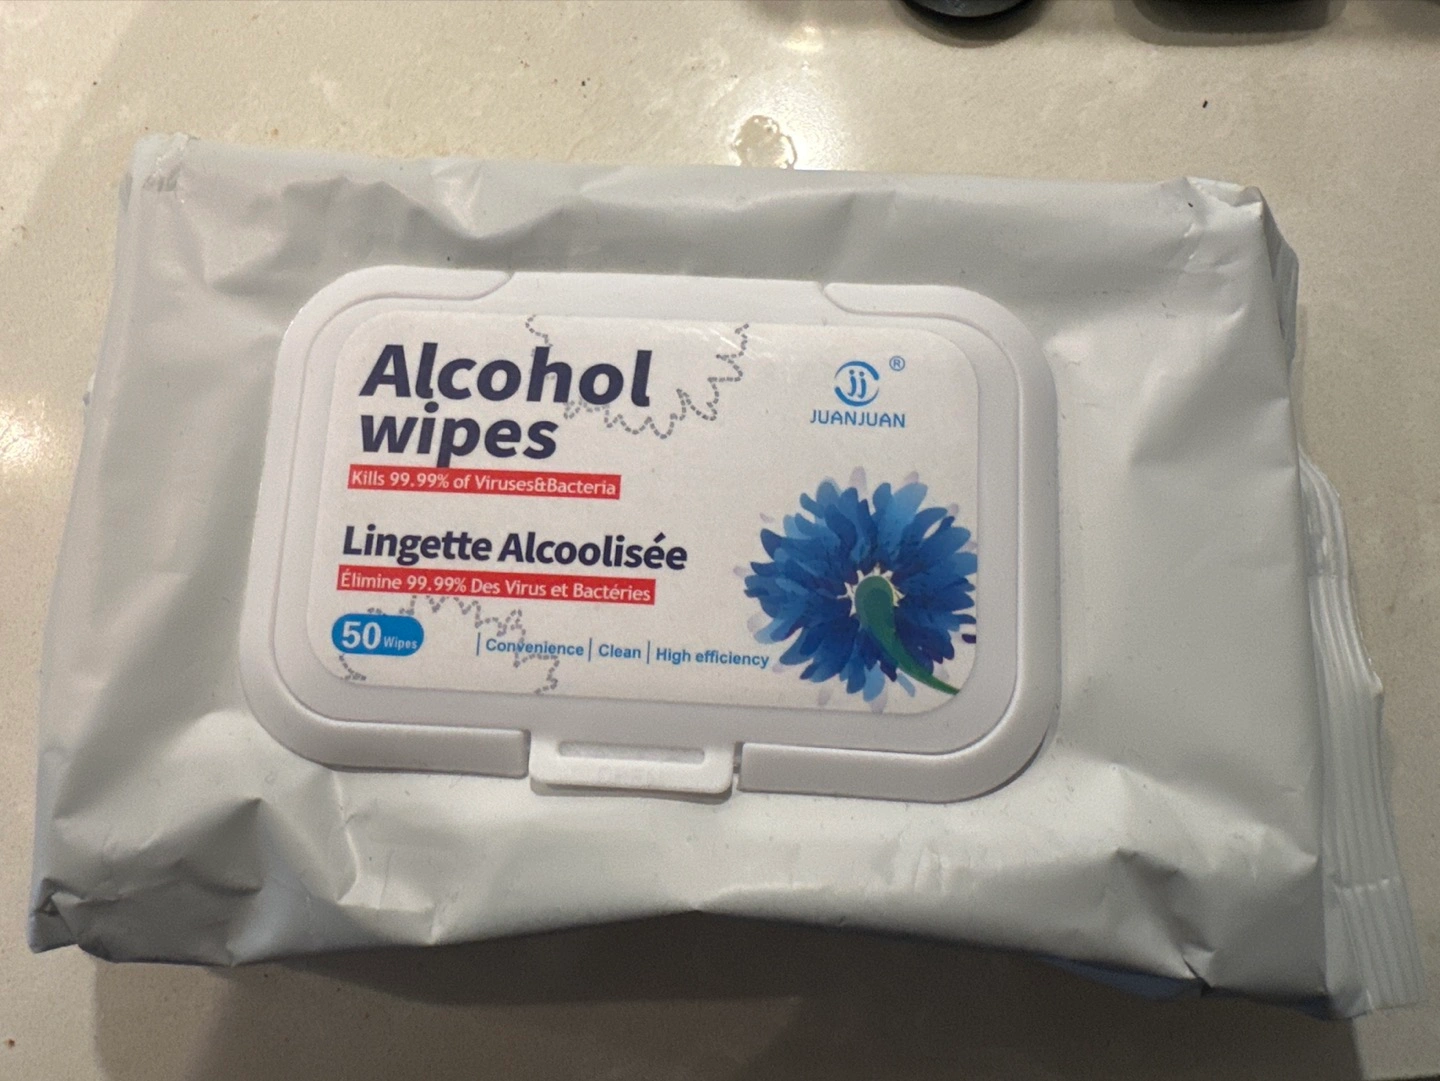 Alcohol
wipes
Kills 99.99% of Viruses&Bacteria
Lingette Alcoolisée
Élimine 99.99% Des Virus et Bactéries
50 Wipes
| Convenience | Clean | High efficiency
jj ®
JUANJUAN